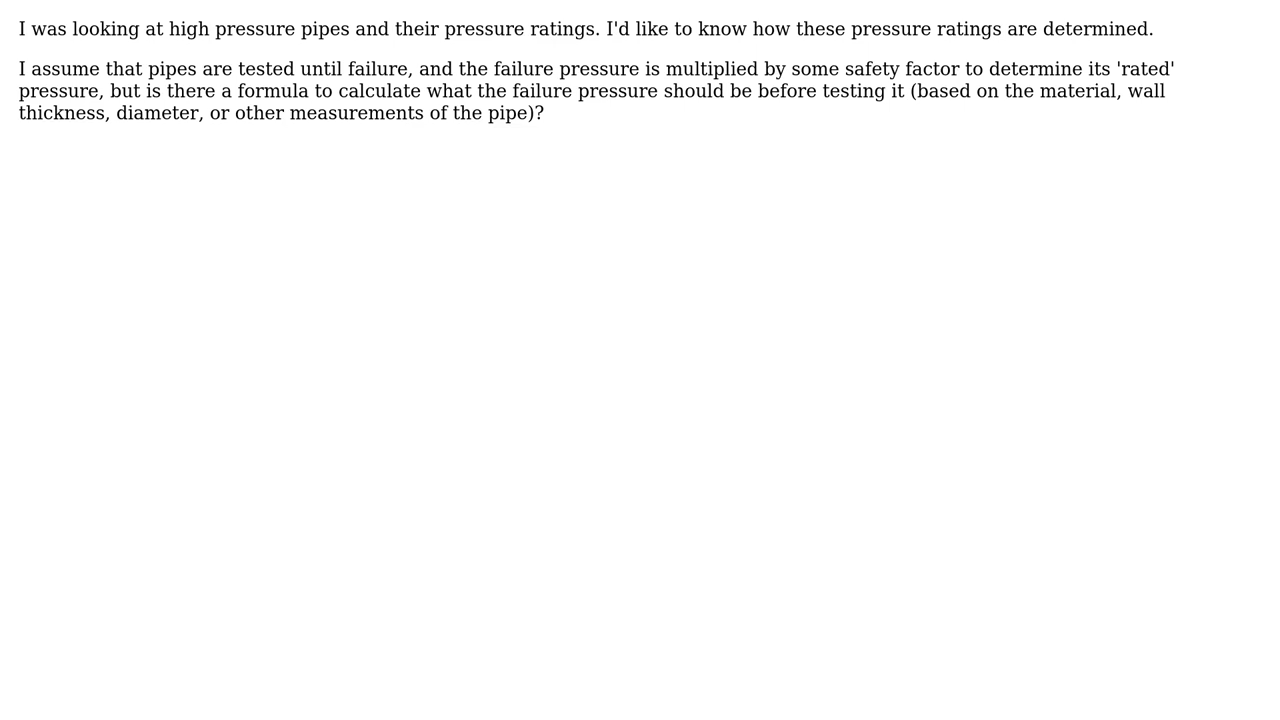 I was looking at high pressure pipes and their pressure ratings. I'd like to know how these pressure ratings are determined.
I assume that pipes are tested until failure, and the failure pressure is multiplied by some safety factor to determine its 'rated'
pressure, but is there a formula to calculate what the failure pressure should be before testing it (based on the material, wall
thickness, diameter, or other measurements of the pipe)?